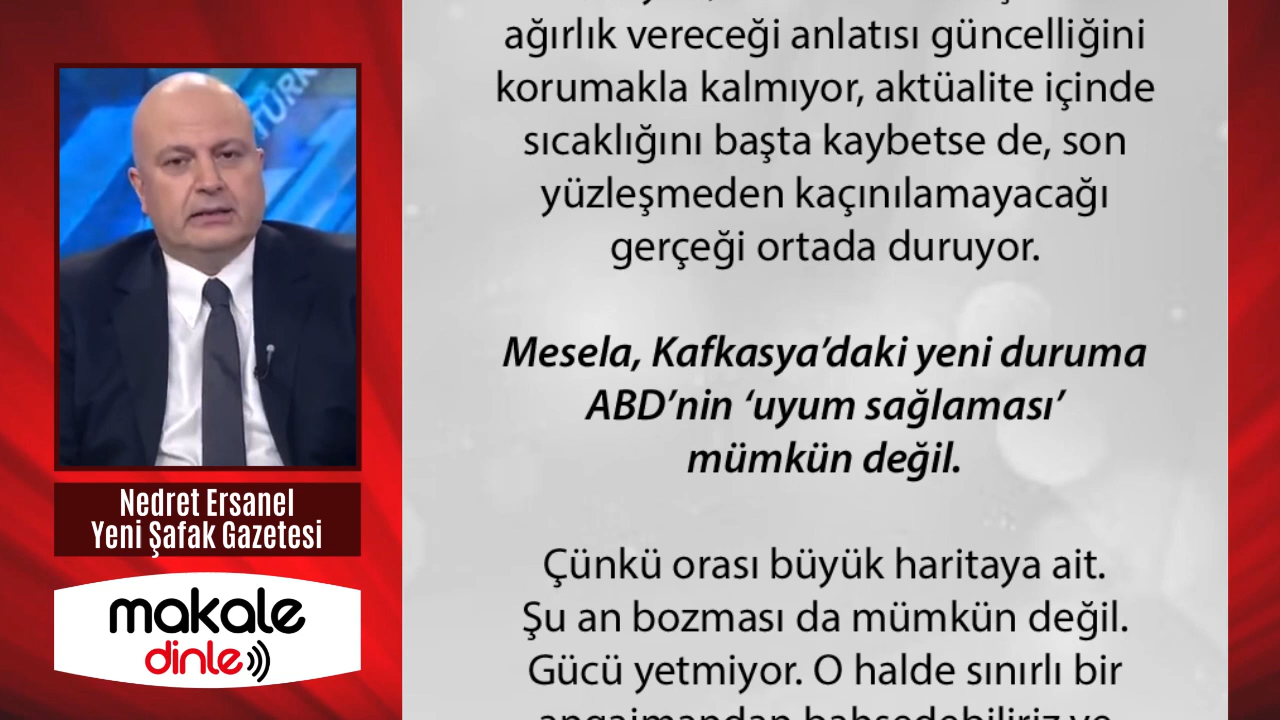 TÜRK
Nedret Ersanel
Yeni Şafak Gazetesi
makale
dinle
ağırlık vereceği anlatısı güncelliğini
korumakla kalmıyor, aktüalite içinde
sıcaklığını başta kaybetse de, son
yüzleşmeden kaçınılamayacağı
gerçeği ortada duruyor.
Mesela, Kafkasya’daki yeni duruma
ABD’nin ‘uyum sağlaması’
mümkün değil.
Çünkü orası büyük haritaya ait.
Şu an bozması da mümkün değil.
Gücü yetmiyor. O halde sınırlı bir